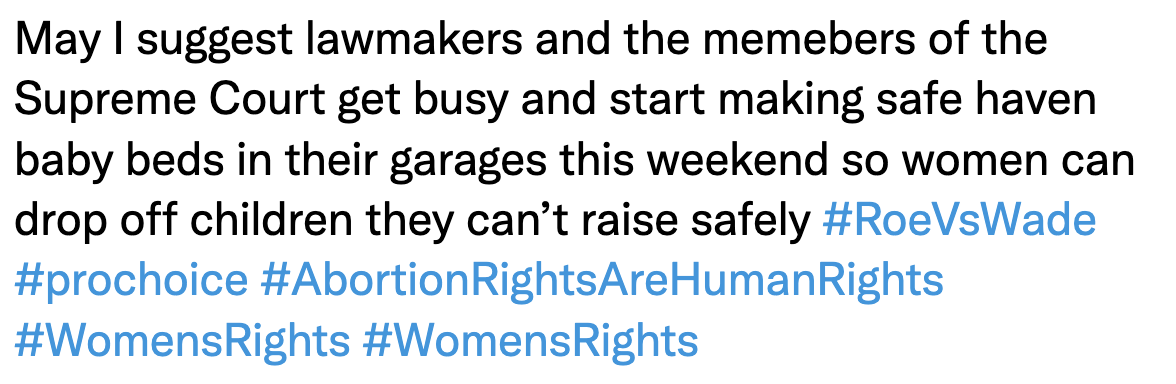 May I suggest lawmakers and the memebers of the
Supreme Court get busy and start making safe haven
baby beds in their garages this weekend so women can
drop off children they can’t raise safely #RoeVsWade
#prochoice #AbortionRightsAreHumanRights
#WomensRights #WomensRights